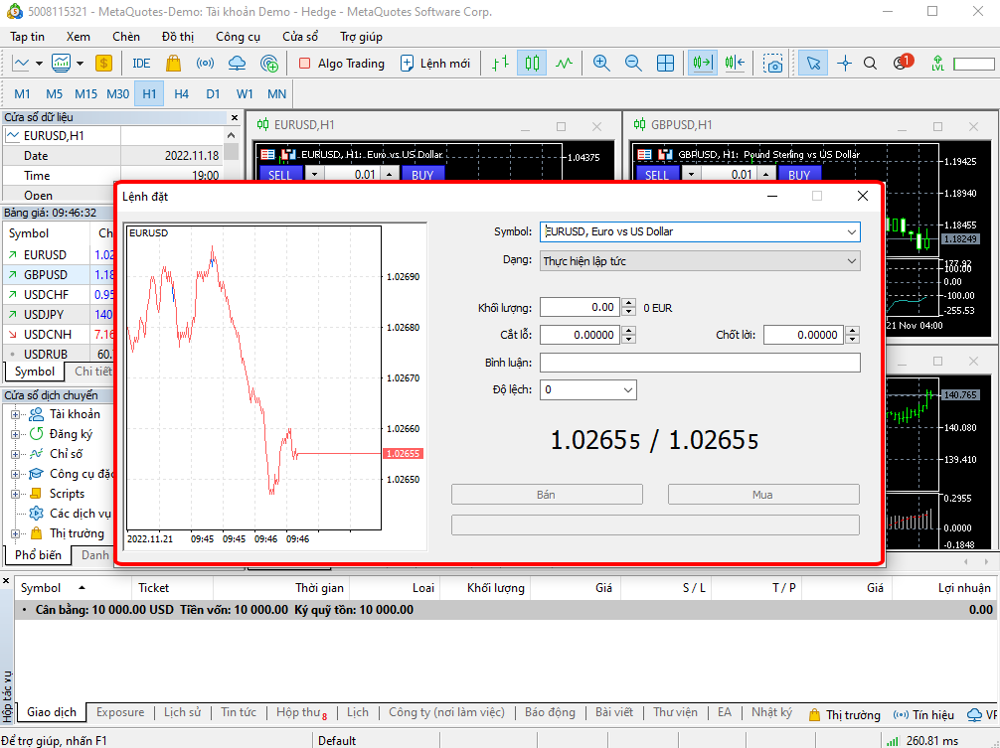 5008115321 - MetaQuotes-Demo: Tài khoản Demo - Hedge - MetaQuotes Software Corp.
Tạp tin Xem Chèn Đồ thị Công cụ Cửa sổ Trợ giúp
IDE Algo Trading Lệnh mới 1 LVL
M1 M5 M15 M30 H1 H4 D1 W1 MN
Cửa sổ dữ liệu
EURUSD,H1
Date 2022.11.18
Time 19:00
Open
Bảng giá: 09:46:32
Symbol Ch
EURUSD 1.02
GBPUSD 1.18
USDCHF 0.95
USDJPY 140
USDCNH 7.16
USDRUB 60.
Symbol Chi tiết
Cửa sổ dịch chuyển
Tài khoản
Đăng ký
Chỉ số
Công cụ đặc
Scripts
Các dịch vụ
Thị trường
Phổ biến Danh
EURUSD,H1
EURUSD, H1: Euro vs US Dollar
1.04375
SELL 0.01 BUY
GBPUSD,H1
GBPUSD, H1: Pound Sterling vs US Dollar
SELL 0.01 BUY
1.19425
1.18940
1.18455
1.18249
177.92
100.00
0.00
-100.00
-255.53
21 Nov 04:00
140.765
140.080
139.410
0.2955
0.0000
-0.1848
Lệnh đặt
EURUSD
1.02690
1.02680
1.02670
1.02660
1.02655
1.02650
2022.11.21 09:45 09:45 09:46 09:46
Symbol: EURUSD, Euro vs US Dollar
Dạng: Thực hiện lập tức
Khối lượng: 0.00 0 EUR
Cắt lỗ: 0.00000 Chốt lời: 0.00000
Bình luận:
Độ lệch: 0
1.02655 / 1.02655
Bán Mua
Symbol Ticket Thời gian Loại Khối lượng Giá S / L T / P Giá Lợi nhuận
Cân bằng: 10 000.00 USD Tiền vốn: 10 000.00 Ký quỹ tồn: 10 000.00 0.00
Hộp tác vụ
Giao dịch Exposure Lịch sử Tin tức Hộp thư 8 Lịch Công ty (nơi làm việc) Báo động Bài viết Thư viện EA Nhật ký Thị trường Tín hiệu VP
Để trợ giúp, nhấn F1 Default 260.81 ms